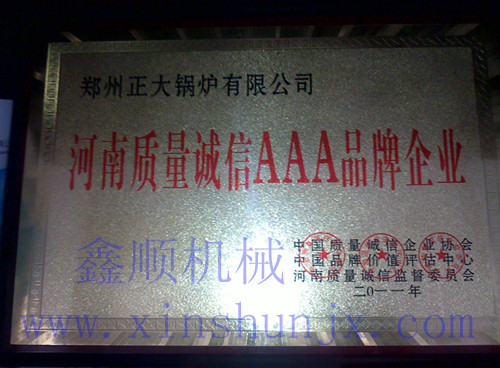 郑州正大锅炉有限公司
河南质量诚信AAA品牌企业
中国质量诚信企业协会
中国品牌价值评估中心
河南质量诚信监督委员会
二0一一年
鑫顺机械
www.xinshunjx.com